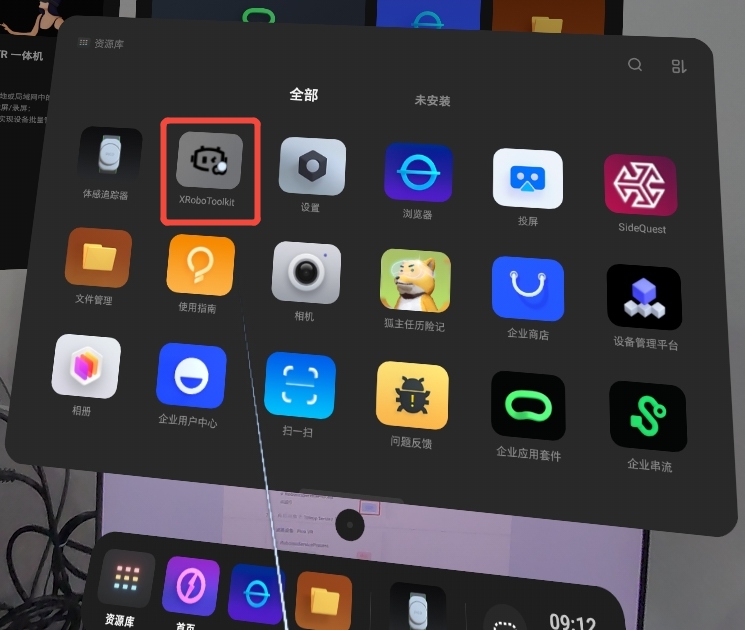 R 一体机
资源库
全部
未安装
体感追踪器
XRoboToolkit
设置
浏览器
投屏
SideQuest
文件管理
使用指南
相机
狐主任历险记
企业商店
设备管理平台
相册
企业用户中心
扫一扫
问题反馈
企业应用套件
企业串流
资源库
首页
09:12